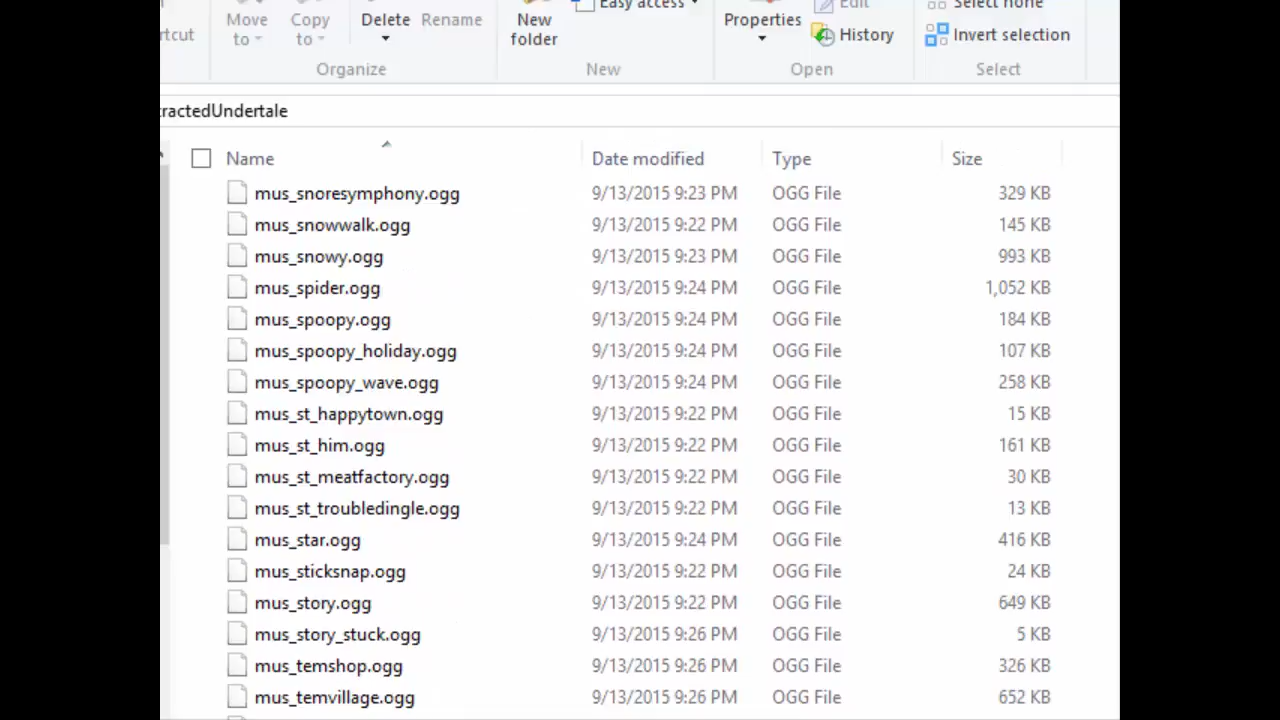 Easy access
Edit
Select none
Move to
Copy to
Delete
Rename
New folder
Properties
History
Invert selection
Organize
New
Open
Select
ractedUndertale
Name Date modified Type Size
mus_snoresymphony.ogg 9/13/2015 9:23 PM OGG File 329 KB
mus_snowwalk.ogg 9/13/2015 9:22 PM OGG File 145 KB
mus_snowy.ogg 9/13/2015 9:23 PM OGG File 993 KB
mus_spider.ogg 9/13/2015 9:24 PM OGG File 1,052 KB
mus_spoopy.ogg 9/13/2015 9:24 PM OGG File 184 KB
mus_spoopy_holiday.ogg 9/13/2015 9:24 PM OGG File 107 KB
mus_spoopy_wave.ogg 9/13/2015 9:24 PM OGG File 258 KB
mus_st_happytown.ogg 9/13/2015 9:22 PM OGG File 15 KB
mus_st_him.ogg 9/13/2015 9:22 PM OGG File 161 KB
mus_st_meatfactory.ogg 9/13/2015 9:22 PM OGG File 30 KB
mus_st_troubledingle.ogg 9/13/2015 9:22 PM OGG File 13 KB
mus_star.ogg 9/13/2015 9:24 PM OGG File 416 KB
mus_sticksnap.ogg 9/13/2015 9:22 PM OGG File 24 KB
mus_story.ogg 9/13/2015 9:22 PM OGG File 649 KB
mus_story_stuck.ogg 9/13/2015 9:26 PM OGG File 5 KB
mus_temshop.ogg 9/13/2015 9:26 PM OGG File 326 KB
mus_temvillage.ogg 9/13/2015 9:26 PM OGG File 652 KB